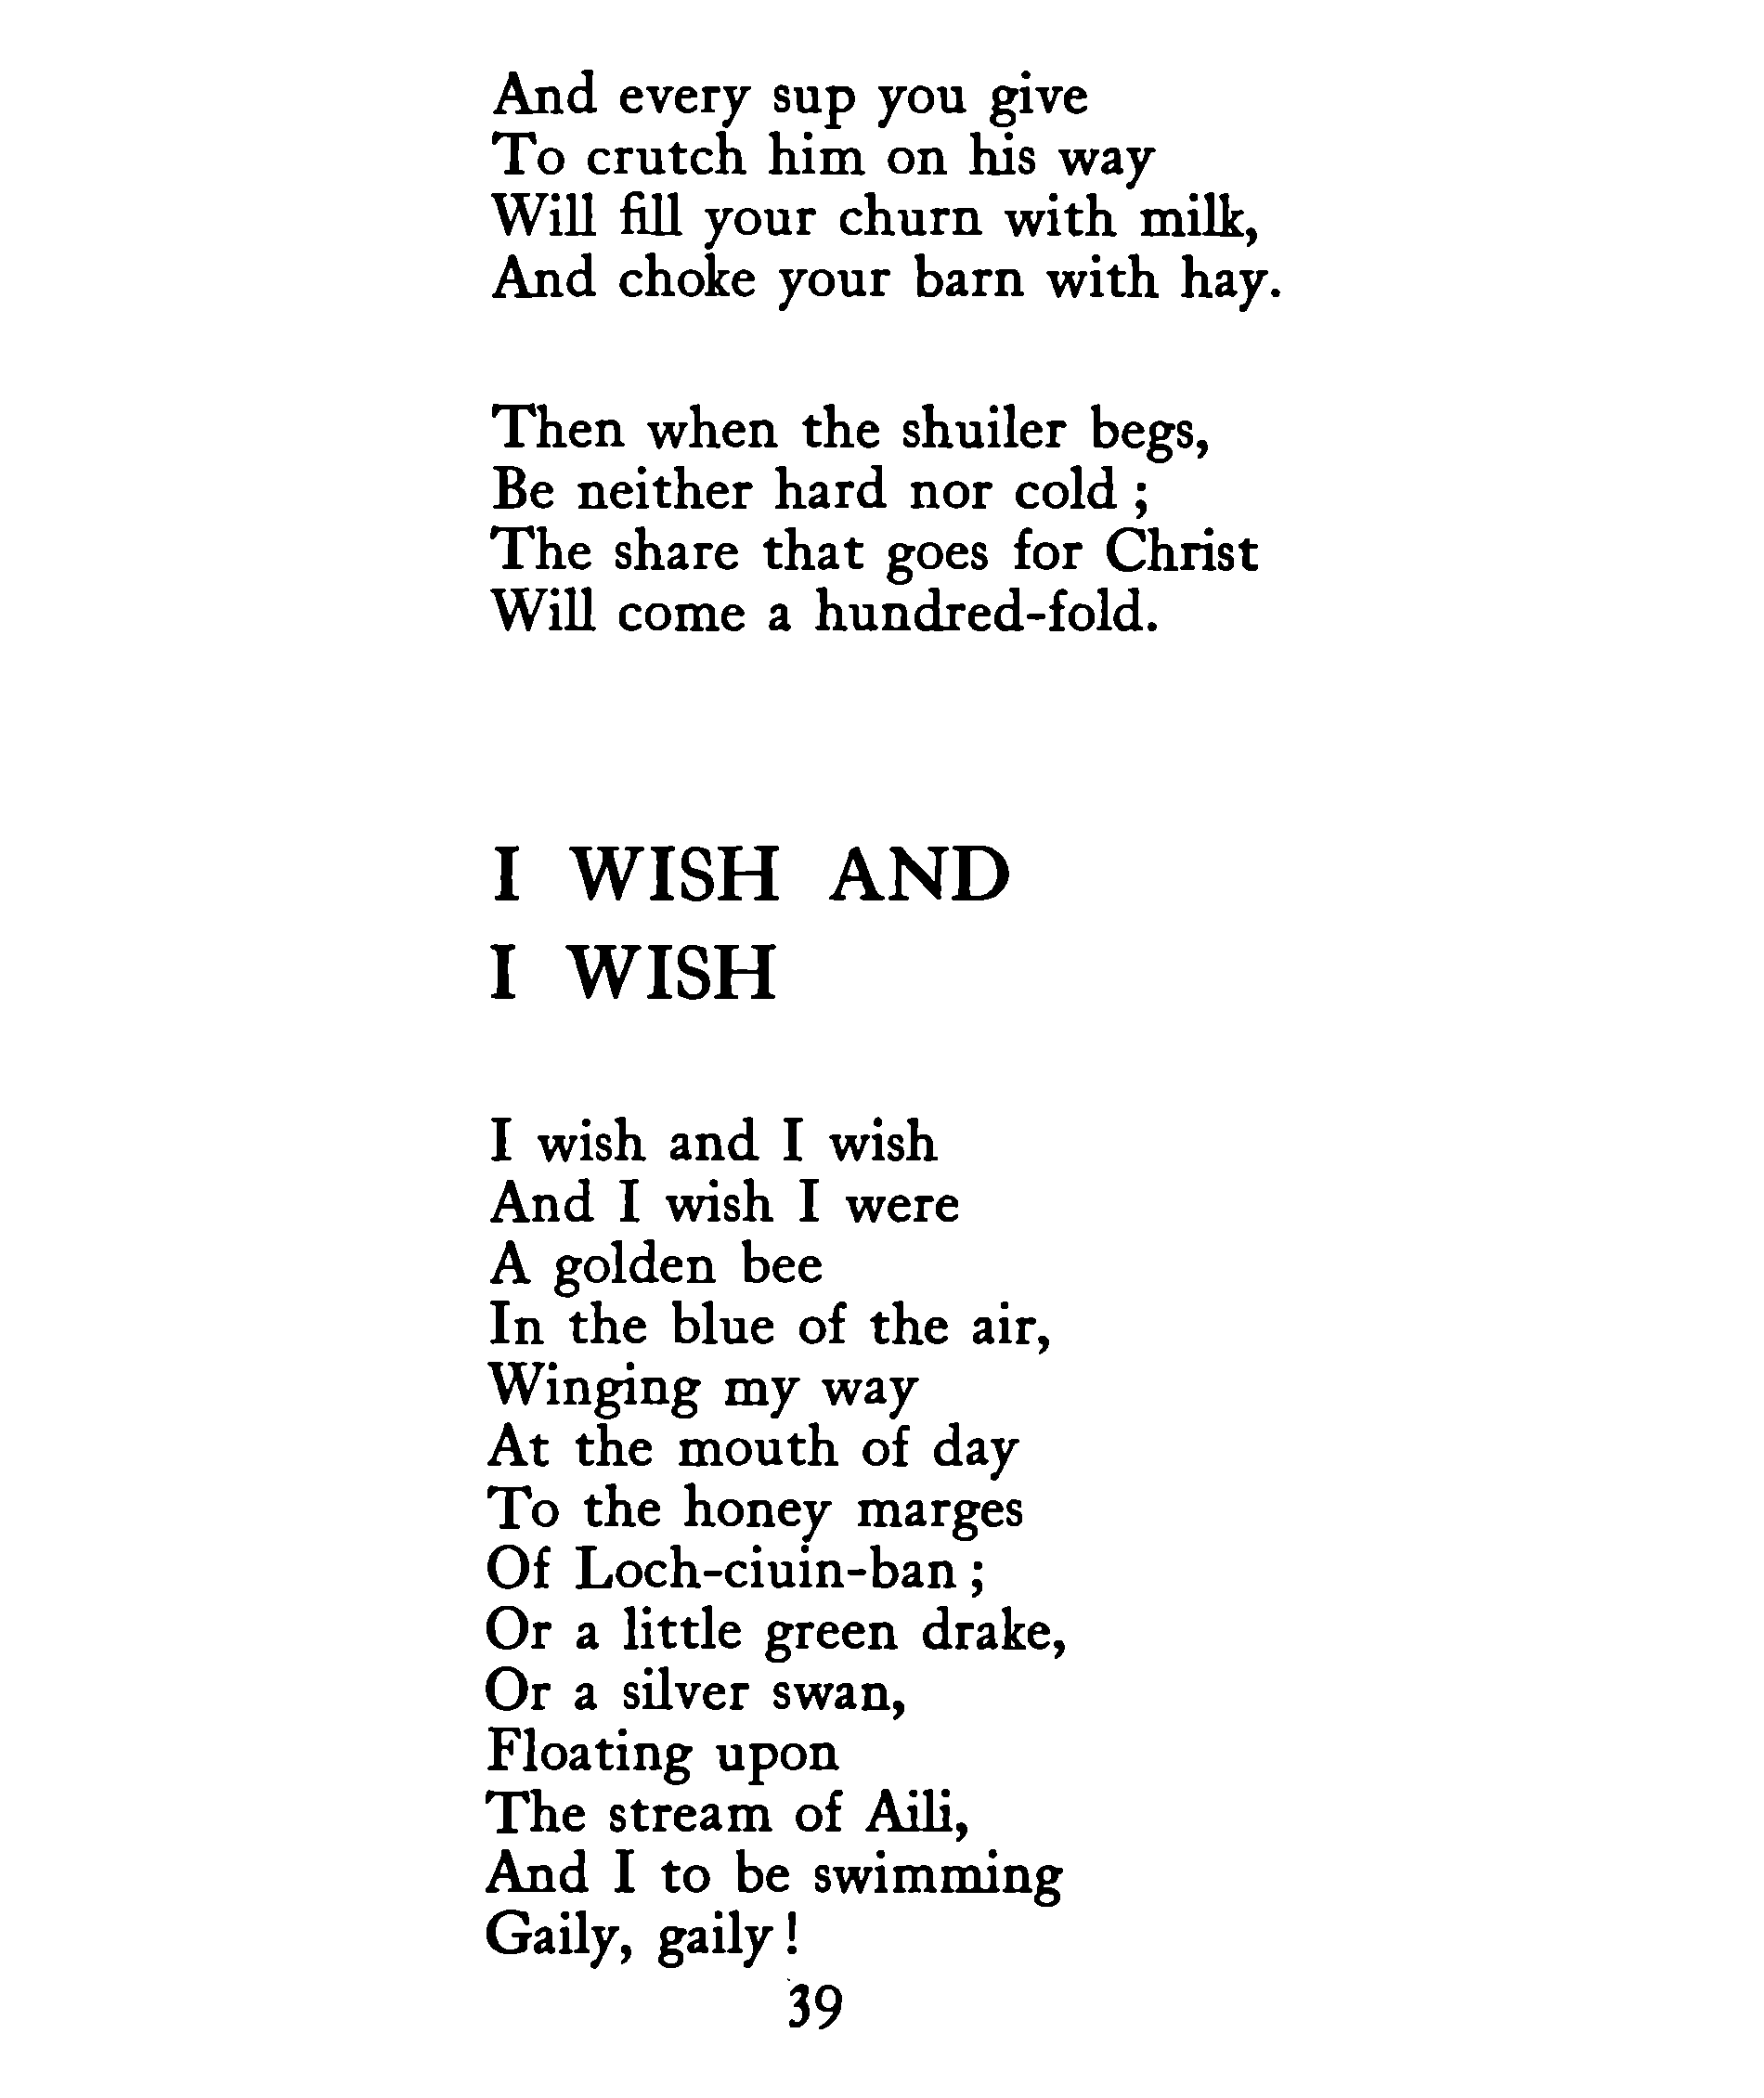 And every sup you give
To crutch him on his way
Will fill your churn with milk,
And choke your barn with hay.
Then when the shuiler begs,
Be neither hard nor cold ;
The share that goes for Christ
Will come a hundred-fold.
I WISH AND
I WISH
I wish and I wish
And I wish I were
A golden bee
In the blue of the air,
Winging my way
At the mouth of day
To the honey marges
Of Loch-ciuin-ban ;
Or a little green drake,
Or a silver swan,
Floating upon
The stream of Aili,
And I to be swimming
Gaily, gaily !
39